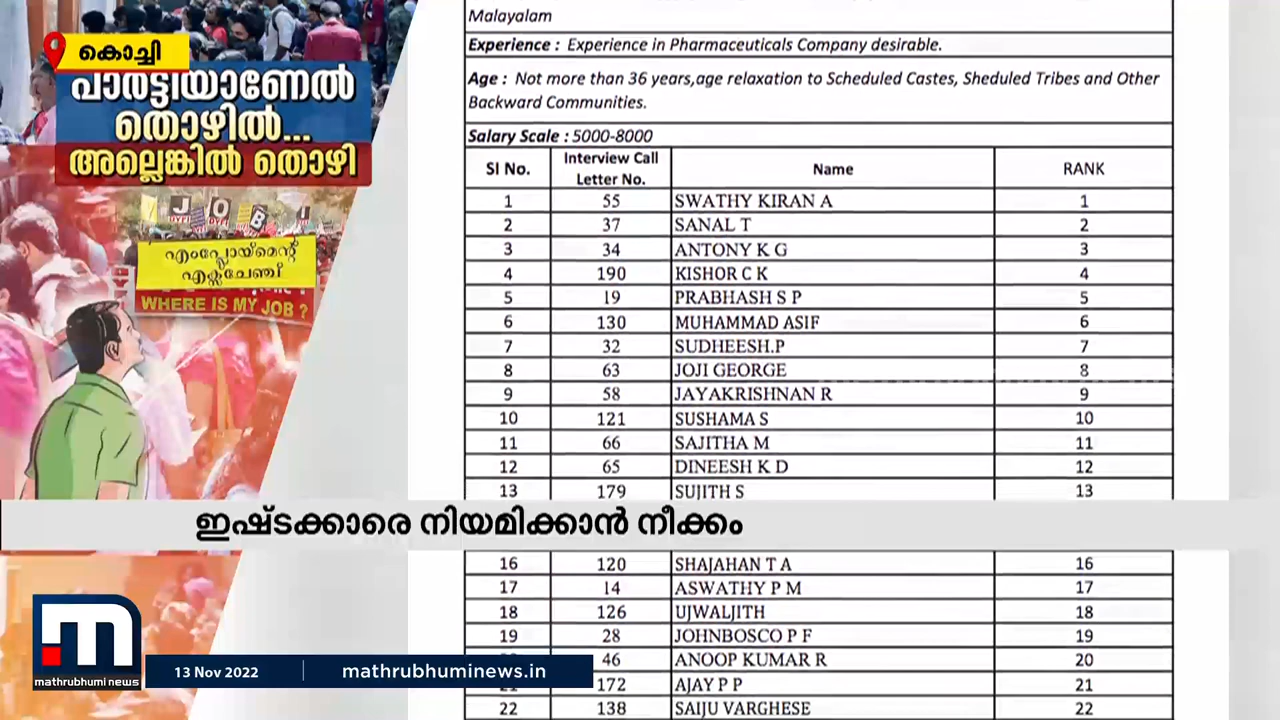 കൊച്ചി
പാർട്ടിയാണേൽ
തൊഴിൽ...
അല്ലെങ്കിൽ തൊഴി
J O B
DYFI
എംപ്ലോയ്മെന്റ്
എക്സ്ചേഞ്ച്
WHERE IS MY JOB ?
Malayalam
Experience : Experience in Pharmaceuticals Company desirable.
Age : Not more than 36 years,age relaxation to Scheduled Castes, Sheduled Tribes and Other
Backward Communities.
Salary Scale : 5000-8000
Sl No. Interview Call Letter No. Name RANK
1 55 SWATHY KIRAN A 1
2 37 SANAL T 2
3 34 ANTONY K G 3
4 190 KISHOR C K 4
5 19 PRABHASH S P 5
6 130 MUHAMMAD ASIF 6
7 32 SUDHEESH.P 7
8 63 JOJI GEORGE 8
9 58 JAYAKRISHNAN R 9
10 121 SUSHAMA S 10
11 66 SAJITHA M 11
12 65 DINEESH K D 12
13 179 SUJITH S 13
ഇഷ്ടക്കാരെ നിയമിക്കാൻ നീക്കം
16 120 SHAJAHAN T A 16
17 14 ASWATHY P M 17
18 126 UJWALJITH 18
19 28 JOHNBOSCO P F 19
46 ANOOP KUMAR R 20
172 AJAY P P 21
22 138 SAIJU VARGHESE 22
mathrubhumi news
13 Nov 2022
mathrubhuminews.in